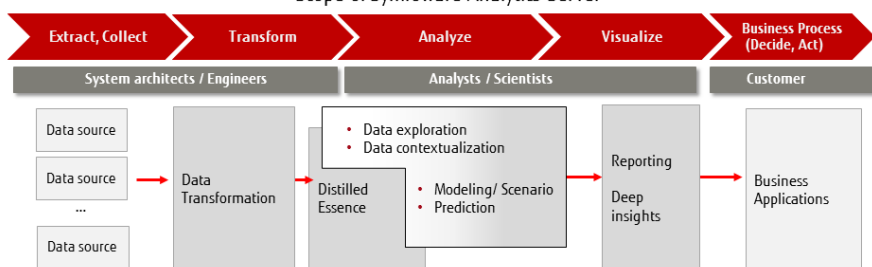 Extract, Collect
Transform
Analyze
Visualize
Business Process
(Decide, Act)
System architects / Engineers
Analysts / Scientists
Customer
Data source
Data source
...
Data source
Data
Transformation
Distilled
Essence
• Data exploration
• Data contextualization
• Modeling/ Scenario
• Prediction
Reporting
Deep
insights
Business
Applications